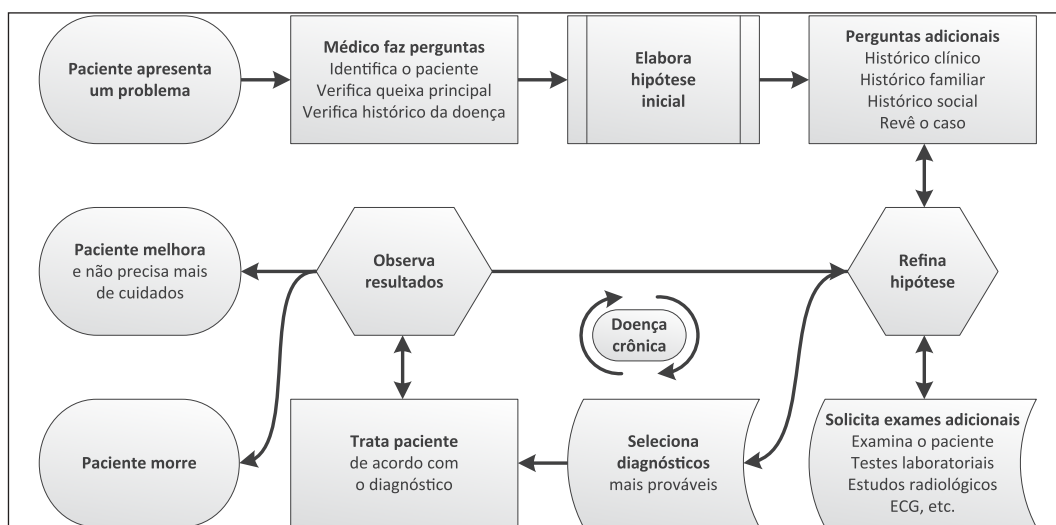 Paciente apresenta
um problema
Médico faz perguntas
Identifica o paciente
Verifica queixa principal
Verifica histórico da doença
Elabora
hipótese
inicial
Perguntas adicionais
Histórico clínico
Histórico familiar
Histórico social
Revê o caso
Paciente melhora
e não precisa mais
de cuidados
Observa
resultados
Refina
hipótese
Doença
crônica
Paciente morre
Trata paciente
de acordo com
o diagnóstico
Seleciona
diagnósticos
mais prováveis
Solicita exames adicionais
Examina o paciente
Testes laboratoriais
Estudos radiológicos
ECG, etc.